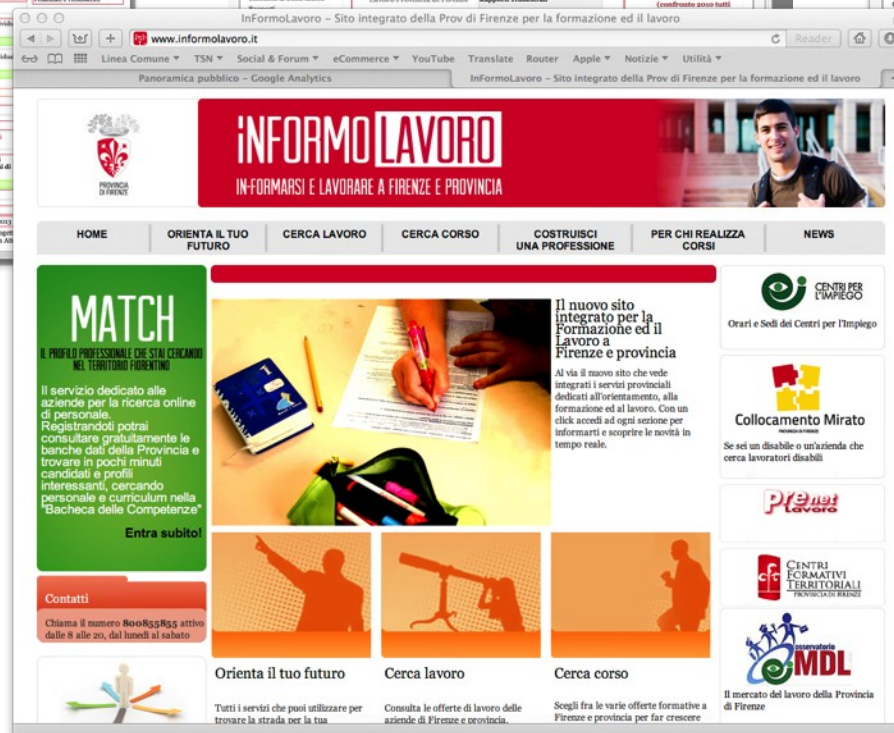 (confronto 2010 tutti
InFormoLavoro – Sito integrato della Prov di Firenze per la formazione ed il lavoro
www.informolavoro.it
Reader
Linea Comune
TSN
Social & Forum
eCommerce
YouTube
Translate
Router
Apple
Notizie
Utilità
Panoramica pubblico – Google Analytics
InFormoLavoro – Sito integrato della Prov di Firenze per la formazione ed il lavoro
PROVINCIA
DI FIRENZE
INFORMO LAVORO
IN-FORMARSI E LAVORARE A FIRENZE E PROVINCIA
HOME
ORIENTA IL TUO
FUTURO
CERCA LAVORO
CERCA CORSO
COSTRUISCI
UNA PROFESSIONE
PER CHI REALIZZA
CORSI
NEWS
MATCH
IL PROFILO PROFESSIONALE CHE STAI CERCANDO
NEL TERRITORIO FIORENTINO
Il servizio dedicato alle
aziende per la ricerca online
di personale.
Registrandoti potrai
consultare gratuitamente le
banche dati della Provincia e
trovare in pochi minuti
candidati e profili
interessanti, cercando
personale e curriculum nella
"Bacheca delle Competenze"
Entra subito!
Contatti
Chiama il numero 800855855 attivo
dalle 8 alle 20, dal lunedì al sabato
Il nuovo sito
integrato per la
Formazione ed il
Lavoro a
Firenze e provincia
Al via il nuovo sito che vede
integrati i servizi provinciali
dedicati all'orientamento, alla
formazione ed al lavoro. Con un
click accedi ad ogni sezione per
informarti e scoprire le novità in
tempo reale.
Orienta il tuo futuro
Tutti i servizi che puoi utilizzare per
trovare la strada per la tua
Cerca lavoro
Consulta le offerte di lavoro delle
aziende di Firenze e provincia.
Cerca corso
Scegli fra le varie offerte formative a
Firenze e provincia per far crescere
CENTRI PER
L'IMPIEGO
Orari e Sedi dei Centri per l'Impiego
Collocamento Mirato
PROVINCIA DI FIRENZE
Se sei un disabile o un'azienda che
cerca lavoratori disabili
Prenet
Lavoro
cft
CENTRI
FORMATIVI
TERRITORIALI
PROVINCIA DI FIRENZE
osservatorio
MDL
Il mercato del lavoro della Provincia
di Firenze